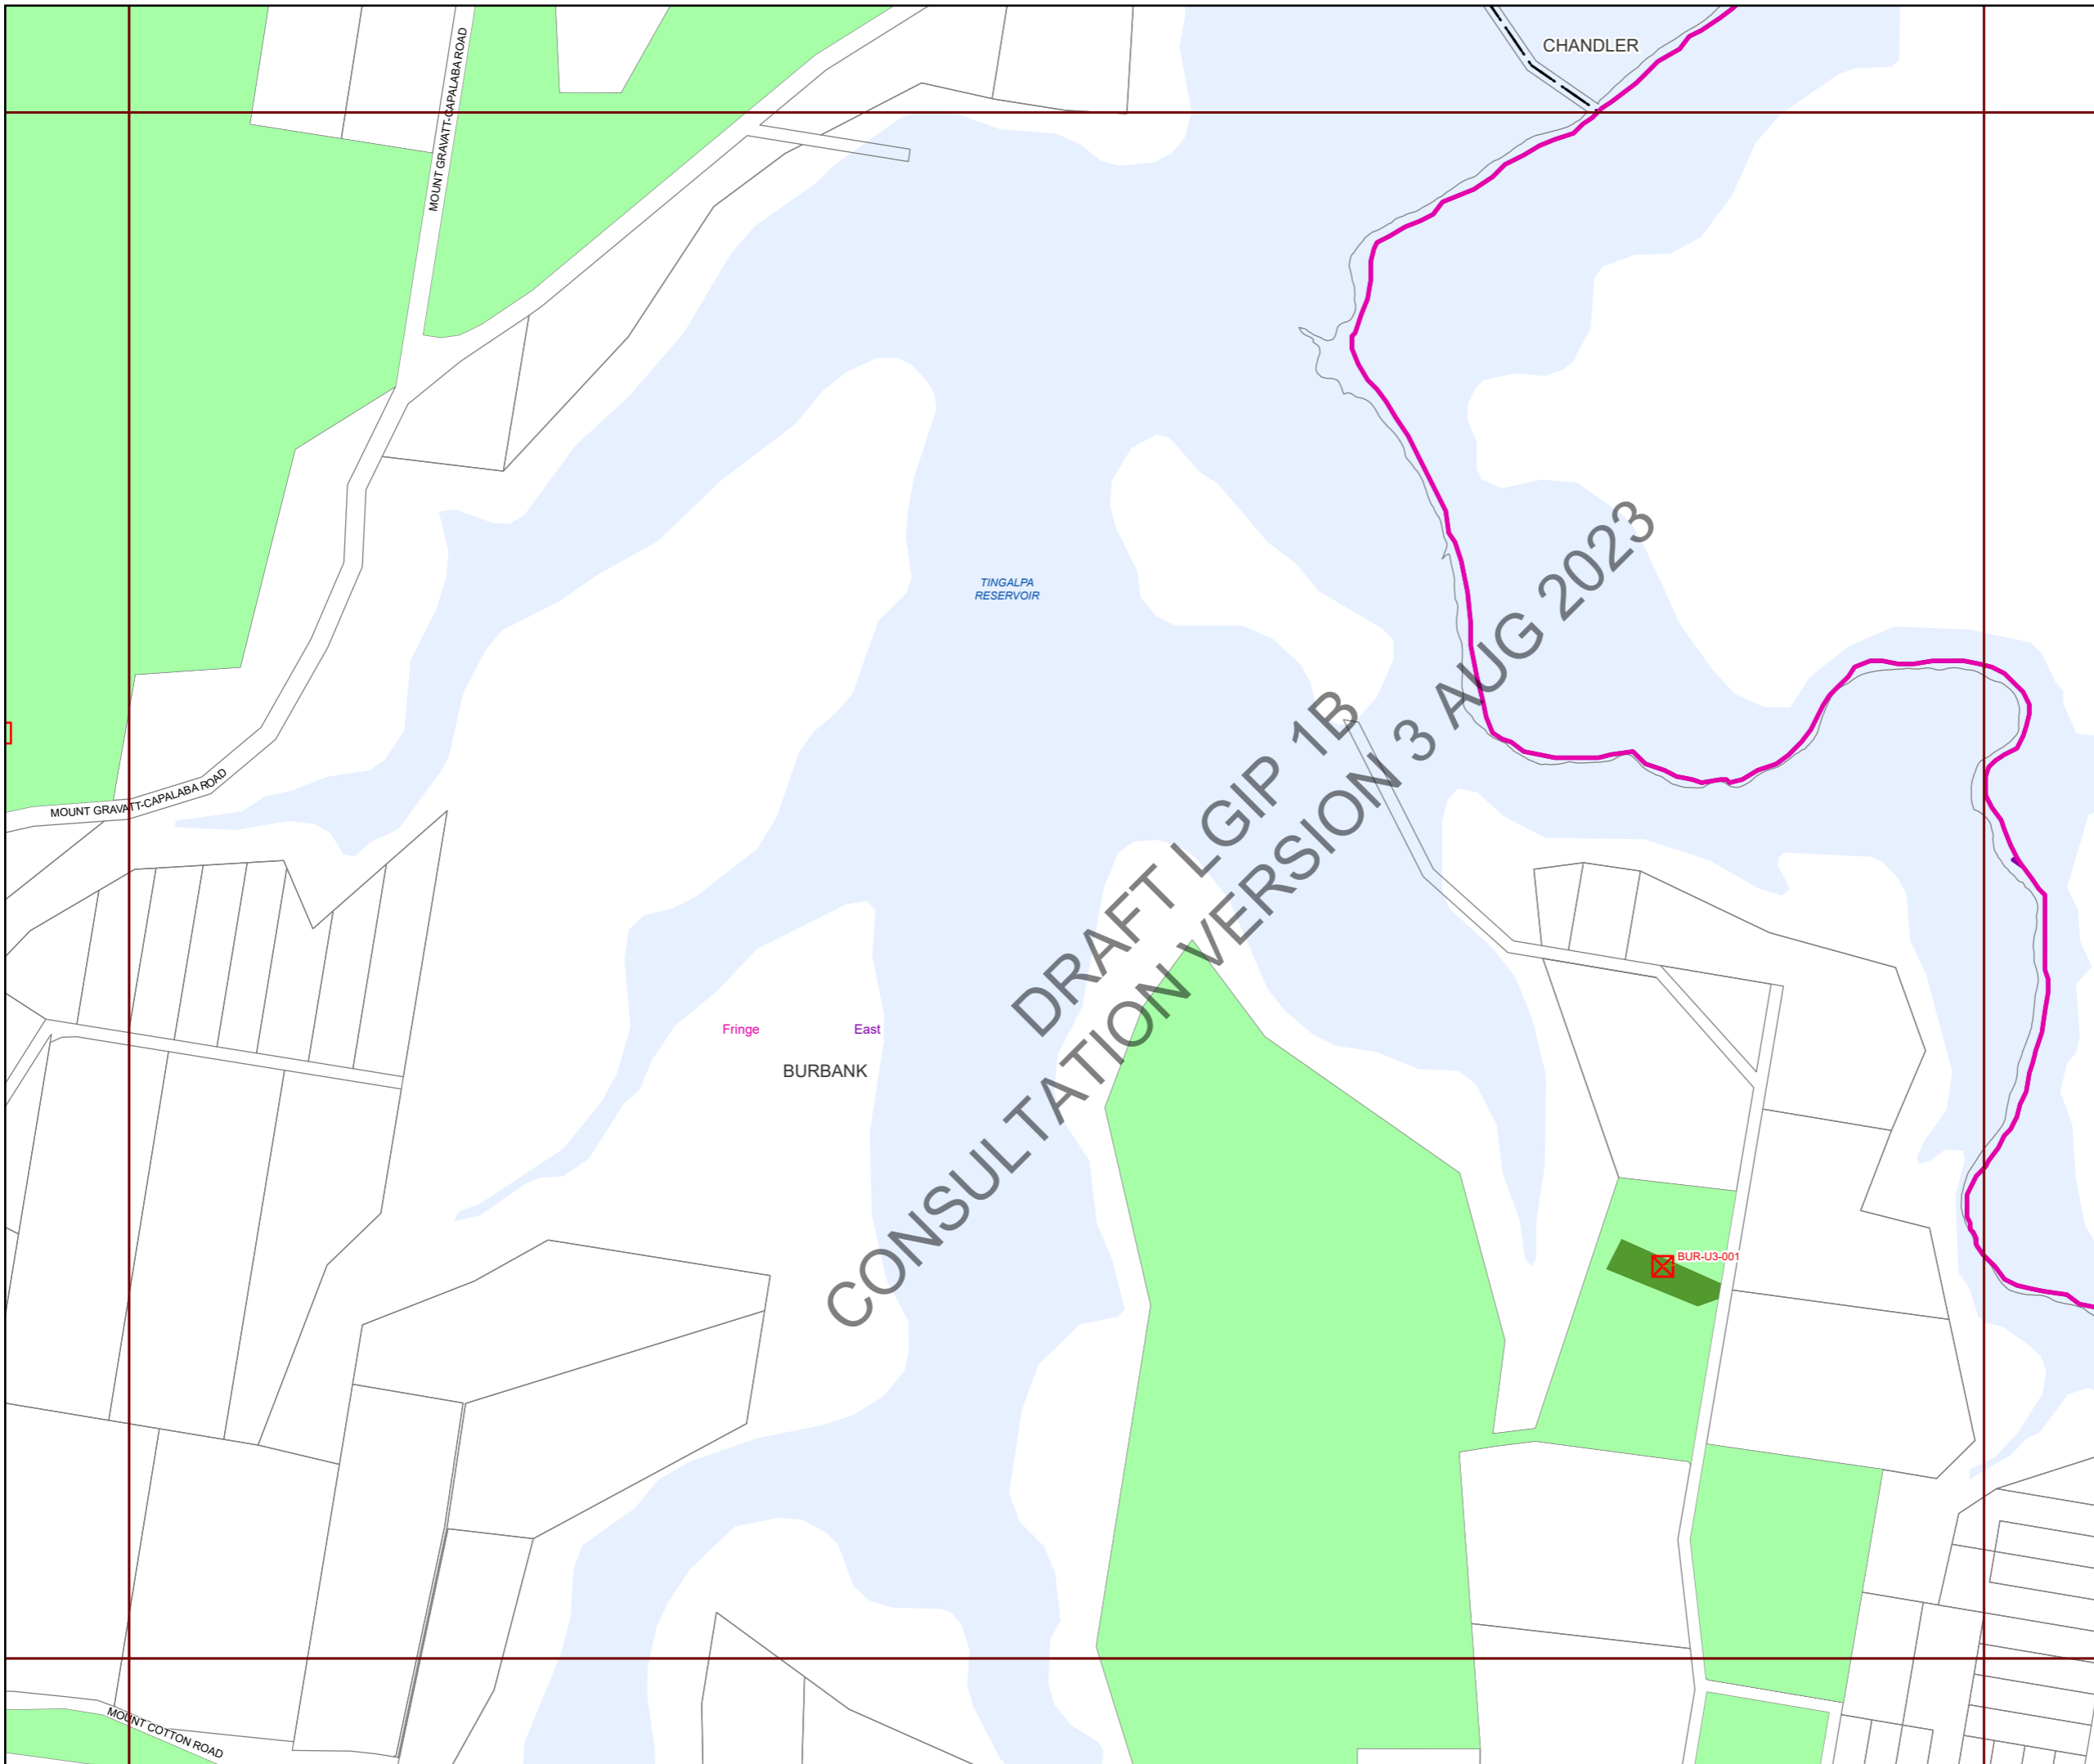 CHANDLER
MOUNT GRAVATT-CAPALABA ROAD
TINGALPA
RESERVOIR
MOUNT GRAVATT-CAPALABA ROAD
DRAFT LGIP 1B
CONSULTATION VERSION 3 AUG 2023
Fringe
East
BURBANK
BUR-U3-001
MOUNT COTTON ROAD